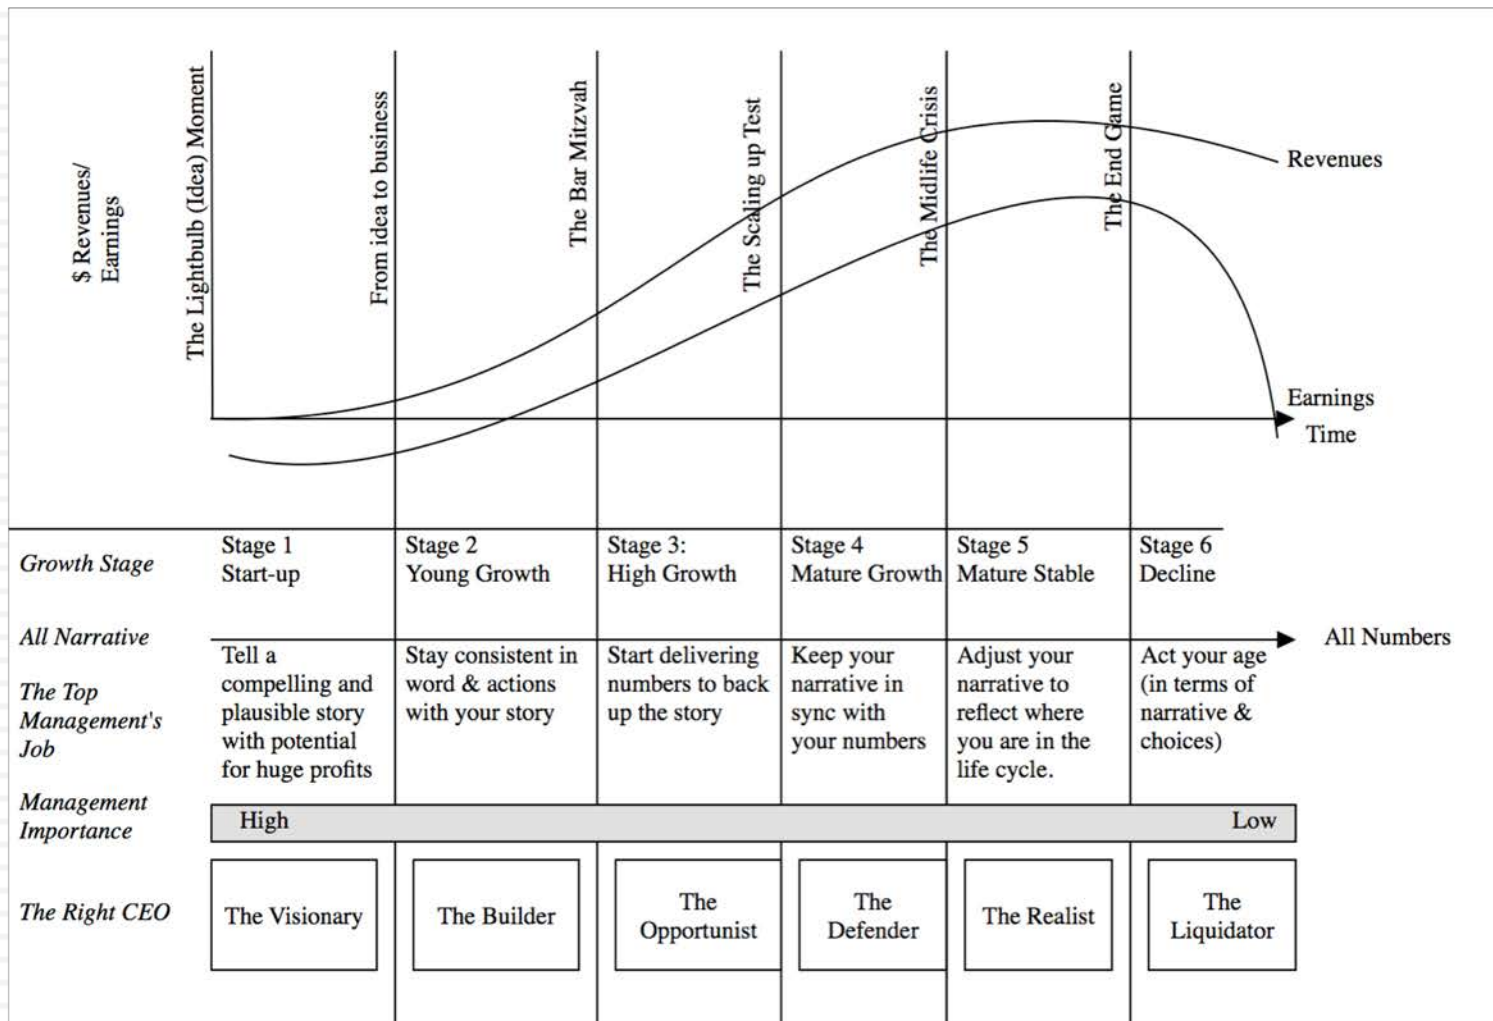 $ Revenues/
Earnings
The Lightbulb (Idea) Moment
From idea to business
The Bar Mitzvah
The Scaling up Test
The Midlife Crisis
The End Game
Revenues
Earnings
Time
Growth Stage
Stage 1
Start-up
Stage 2
Young Growth
Stage 3:
High Growth
Stage 4
Mature Growth
Stage 5
Mature Stable
Stage 6
Decline
All Narrative
All Numbers
The Top
Management's
Job
Tell a
compelling and
plausible story
with potential
for huge profits
Stay consistent in
word & actions
with your story
Start delivering
numbers to back
up the story
Keep your
narrative in
sync with
your numbers
Adjust your
narrative to
reflect where
you are in the
life cycle.
Act your age
(in terms of
narrative &
choices)
Management
Importance
High
Low
The Right CEO
The Visionary
The Builder
The
Opportunist
The
Defender
The Realist
The
Liquidator